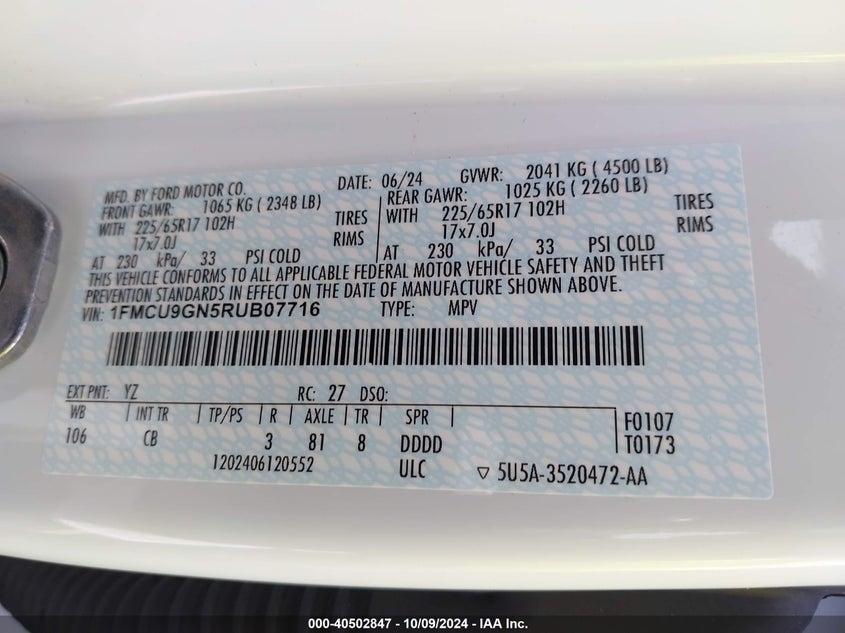 MFD. BY FORD MOTOR CO. DATE: 06/24 GVWR: 2041 KG ( 4500 LB)
FRONT GAWR: 1065 KG ( 2348 LB) REAR GAWR: 1025 KG ( 2260 LB)
WITH 225/65R17 102H TIRES WITH 225/65R17 102H TIRES
17x7.0J RIMS 17x7.0J RIMS
AT 230 kPa/ 33 PSI COLD AT 230 kPa/ 33 PSI COLD
THIS VEHICLE CONFORMS TO ALL APPLICABLE FEDERAL MOTOR VEHICLE SAFETY AND THEFT
PREVENTION STANDARDS IN EFFECT ON THE DATE OF MANUFACTURE SHOWN ABOVE.
VIN: 1FMCU9GN5RUB07716 TYPE: MPV
EXT PNT: YZ RC: 27 DSO:
WB INT TR TP/PS R AXLE TR SPR F0107
106 CB 3 81 8 DDDD T0173
1202406120552 ULC 5U5A-3520472-AA
000-40502847 - 10/09/2024 - IAA Inc.